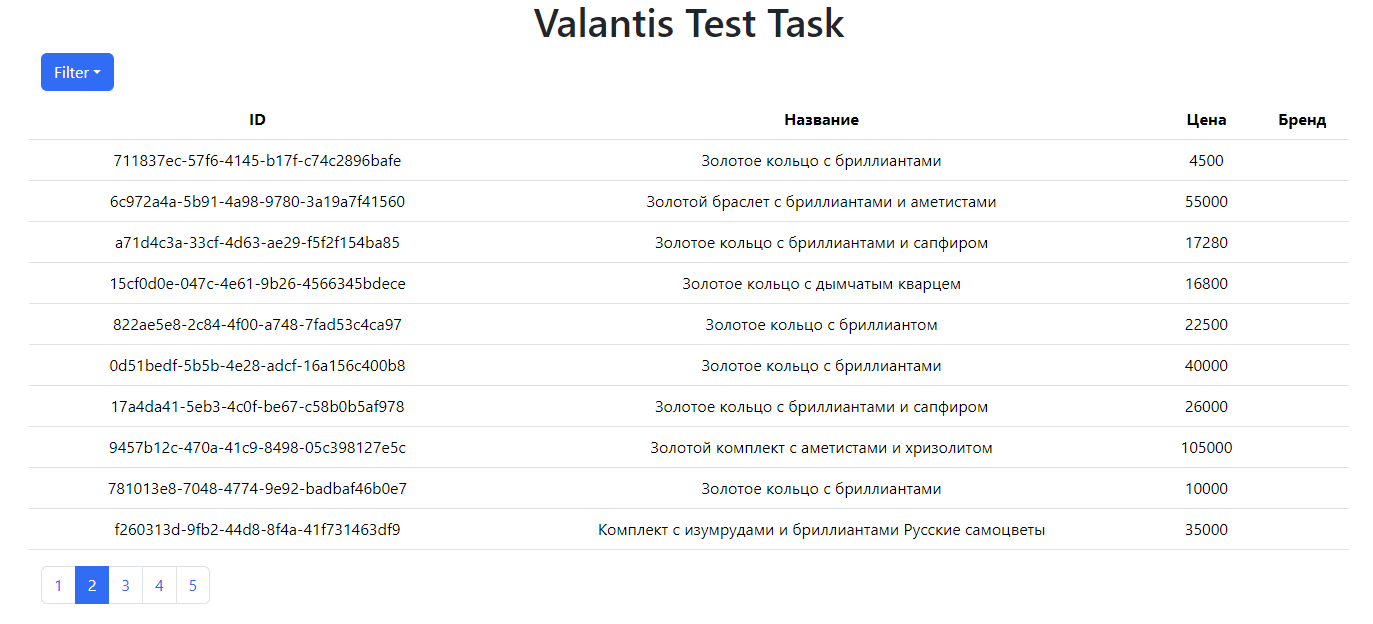 Valantis Test Task
Filter
ID Название Цена Бренд
711837ec-57f6-4145-b17f-c74c2896bafe Золотое кольцо с бриллиантами 4500
6c972a4a-5b91-4a98-9780-3a19a7f41560 Золотой браслет с бриллиантами и аметистами 55000
a71d4c3a-33cf-4d63-ae29-f5f2f154ba85 Золотое кольцо с бриллиантами и сапфиром 17280
15cf0d0e-047c-4e61-9b26-4566345bdece Золотое кольцо с дымчатым кварцем 16800
822ae5e8-2c84-4f00-a748-7fad53c4ca97 Золотое кольцо с бриллиантом 22500
0d51bedf-5b5b-4e28-adcf-16a156c400b8 Золотое кольцо с бриллиантами 40000
17a4da41-5eb3-4c0f-be67-c58b0b5af978 Золотое кольцо с бриллиантами и сапфиром 26000
9457b12c-470a-41c9-8498-05c398127e5c Золотой комплект с аметистами и хризолитом 105000
781013e8-7048-4774-9e92-badbaf46b0e7 Золотое кольцо с бриллиантами 10000
f260313d-9fb2-44d8-8f4a-41f731463df9 Комплект с изумрудами и бриллиантами Русские самоцветы 35000
1 2 3 4 5